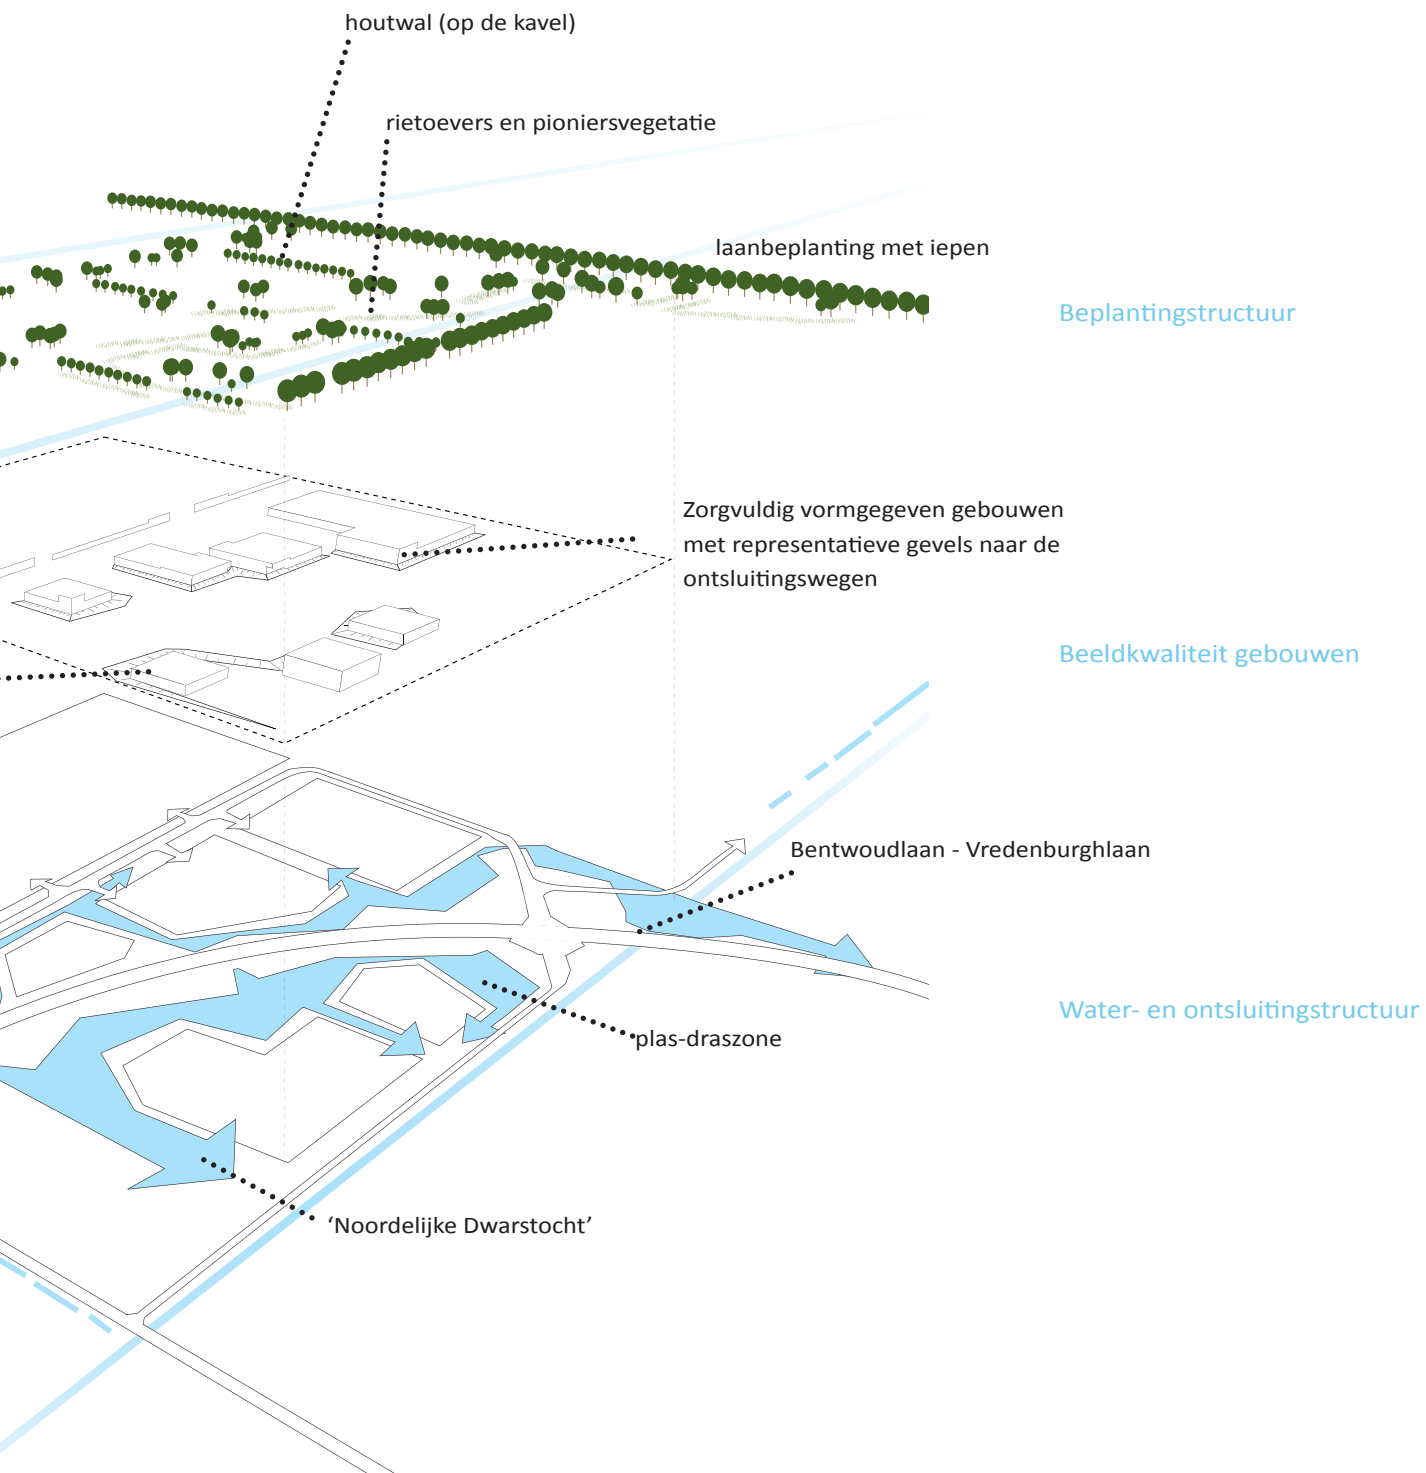 houtwal (op de kavel)
rietoevers en pioniersvegetatie
laanbeplanting met iepen
Beplantingstructuur
Zorgvuldig vormgegeven gebouwen
met representatieve gevels naar de
ontsluitingswegen
Beeldkwaliteit gebouwen
Bentwoudlaan - Vredenburghlaan
Water- en ontsluitingstructuur
plas-draszone
‘Noordelijke Dwarstocht’